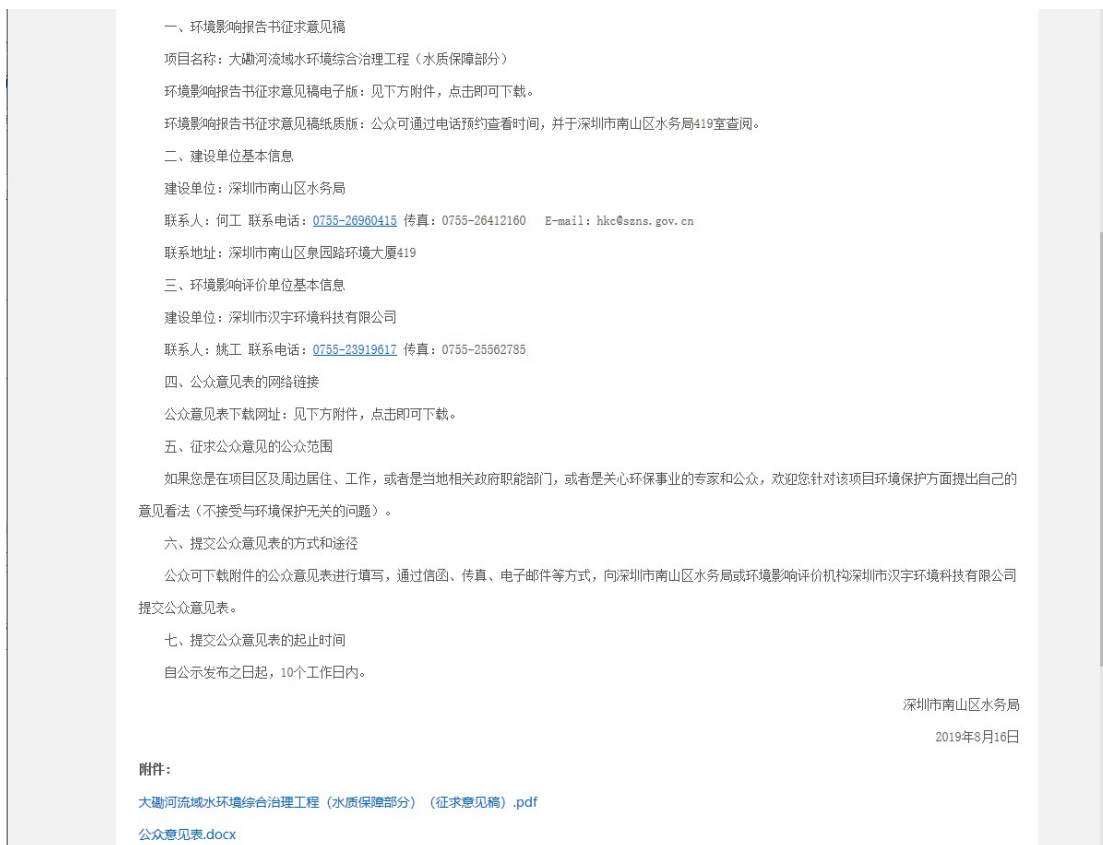 一、环境影响报告书征求意见稿
项目名称：大磡河流域水环境综合治理工程（水质保障部分）
环境影响报告书征求意见稿电子版：见下方附件，点击即可下载。
环境影响报告书征求意见稿纸质版：公众可通过电话预约查看时间，并于深圳市南山区水务局419室查阅。
二、建设单位基本信息
建设单位：深圳市南山区水务局
联系人：何工 联系电话：0755-26960415 传真：0755-26412160 E-mail：hkc@szns.gov.cn
联系地址：深圳市南山区泉园路环境大厦419
三、环境影响评价单位基本信息
建设单位：深圳市汉宇环境科技有限公司
联系人：姚工 联系电话：0755-23919617 传真：0755-25562785
四、公众意见表的网络链接
公众意见表下载网址：见下方附件，点击即可下载。
五、征求公众意见的公众范围
如果您是在项目区及周边居住、工作，或者是当地相关政府职能部门，或者是关心环保事业的专家和公众，欢迎您针对该项目环境保护方面提出自己的
意见看法（不接受与环境保护无关的问题）。
六、提交公众意见表的方式和途径
公众可下载附件的公众意见表进行填写，通过信函、传真、电子邮件等方式，向深圳市南山区水务局或环境影响评价机构深圳市汉宇环境科技有限公司
提交公众意见表。
七、提交公众意见表的起止时间
自公示发布之日起，10个工作日内。
深圳市南山区水务局
2019年8月16日
附件：
大磡河流域水环境综合治理工程（水质保障部分）（征求意见稿）.pdf
公众意见表.docx